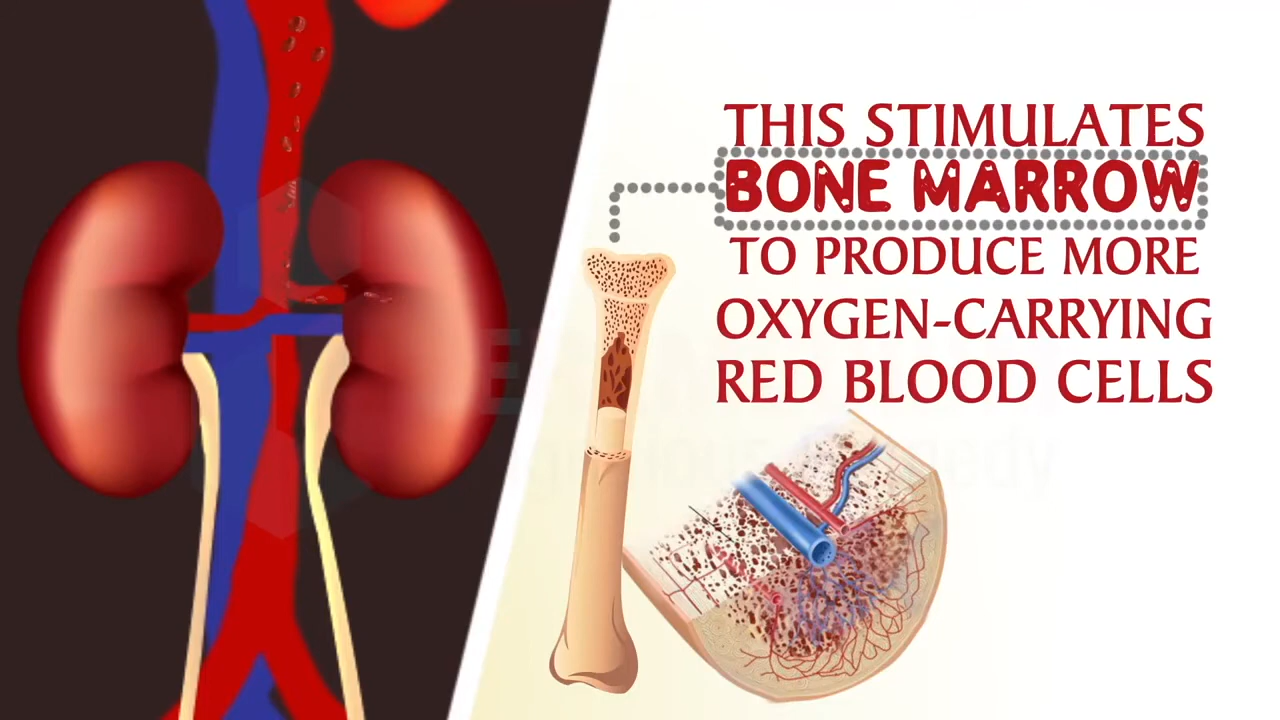 THIS STIMULATES
BONE MARROW
TO PRODUCE MORE
OXYGEN-CARRYING
RED BLOOD CELLS